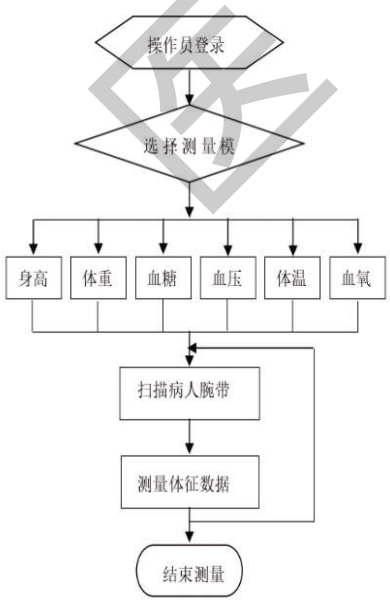 操作员登录
选择测量模
身高 体重 血糖 血压 体温 血氧
扫描病人腕带
测量体征数据
结束测量